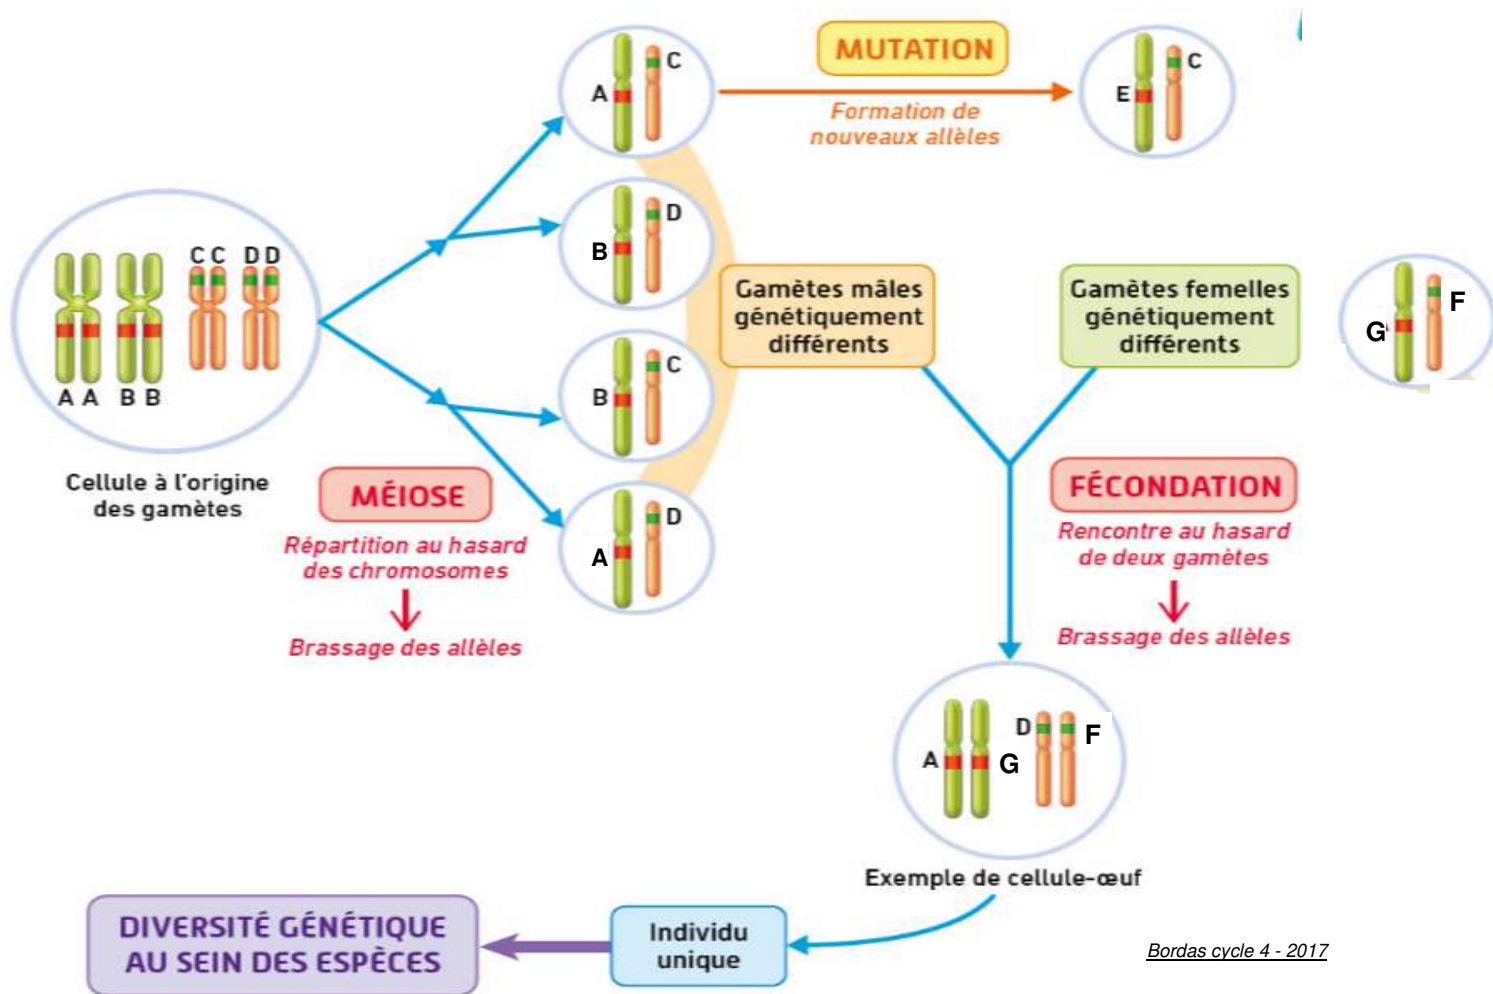 MUTATION
Formation de
nouveaux allèles
A
C
E
C
B
D
B
C
A
D
C C D D
A A B B
Cellule à l'origine
des gamètes
MÉIOSE
Répartition au hasard
des chromosomes
Brassage des allèles
Gamètes mâles
génétiquement
différents
Gamètes femelles
génétiquement
différents
G
F
FÉCONDATION
Rencontre au hasard
de deux gamètes
Brassage des allèles
A
G
D
F
Exemple de cellule-œuf
Individu
unique
DIVERSITÉ GÉNÉTIQUE
AU SEIN DES ESPÈCES
Bordas cycle 4 - 2017